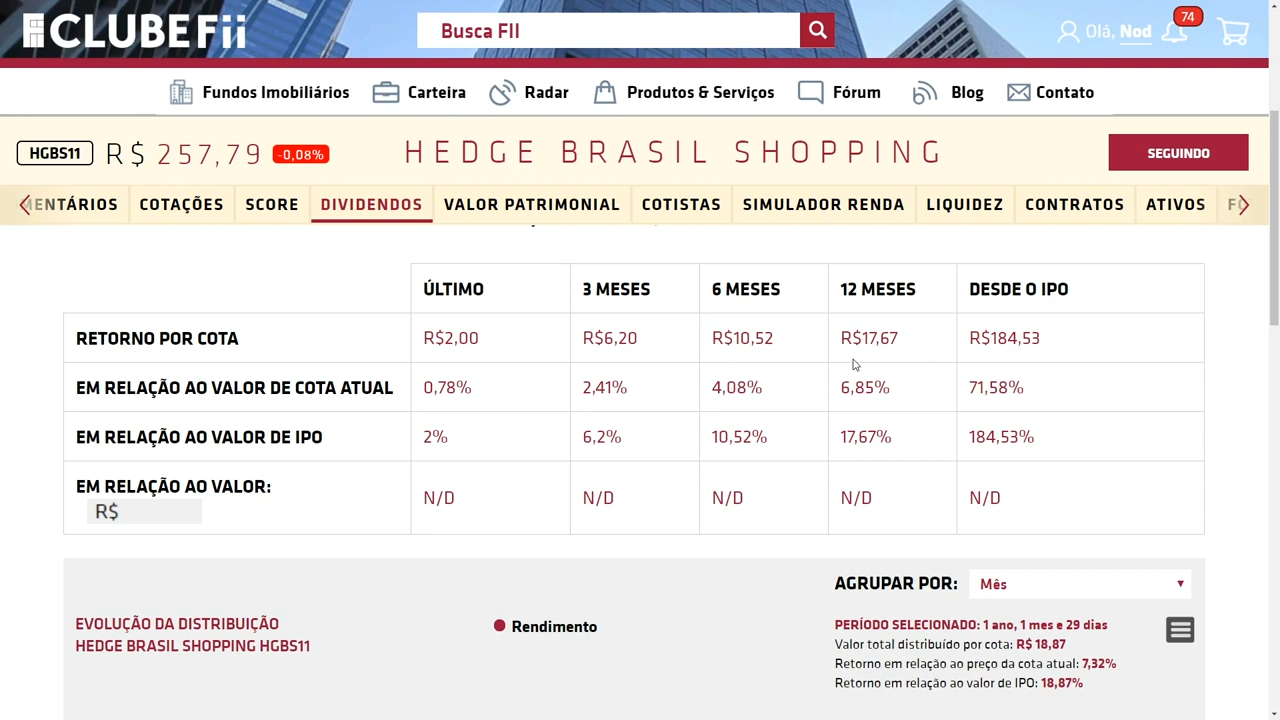 CLUBEFii
Busca FII
Olá, Nod
74
Fundos Imobiliários
Carteira
Radar
Produtos & Serviços
Fórum
Blog
Contato
HGBS11
R$ 257,79
-0,08%
HEDGE BRASIL SHOPPING
SEGUINDO
MENTÁRIOS
COTAÇÕES
SCORE
DIVIDENDOS
VALOR PATRIMONIAL
COTISTAS
SIMULADOR RENDA
LIQUIDEZ
CONTRATOS
ATIVOS
ÚLTIMO
3 MESES
6 MESES
12 MESES
DESDE O IPO
RETORNO POR COTA
R$2,00
R$6,20
R$10,52
R$17,67
R$184,53
EM RELAÇÃO AO VALOR DE COTA ATUAL
0,78%
2,41%
4,08%
6,85%
71,58%
EM RELAÇÃO AO VALOR DE IPO
2%
6,2%
10,52%
17,67%
184,53%
EM RELAÇÃO AO VALOR:
R$
N/D
N/D
N/D
N/D
N/D
AGRUPAR POR:
Mês
EVOLUÇÃO DA DISTRIBUIÇÃO
HEDGE BRASIL SHOPPING HGBS11
Rendimento
PERÍODO SELECIONADO: 1 ano, 1 mes e 29 dias
Valor total distribuído por cota: R$ 18,87
Retorno em relação ao preço da cota atual: 7,32%
Retorno em relação ao valor de IPO: 18,87%